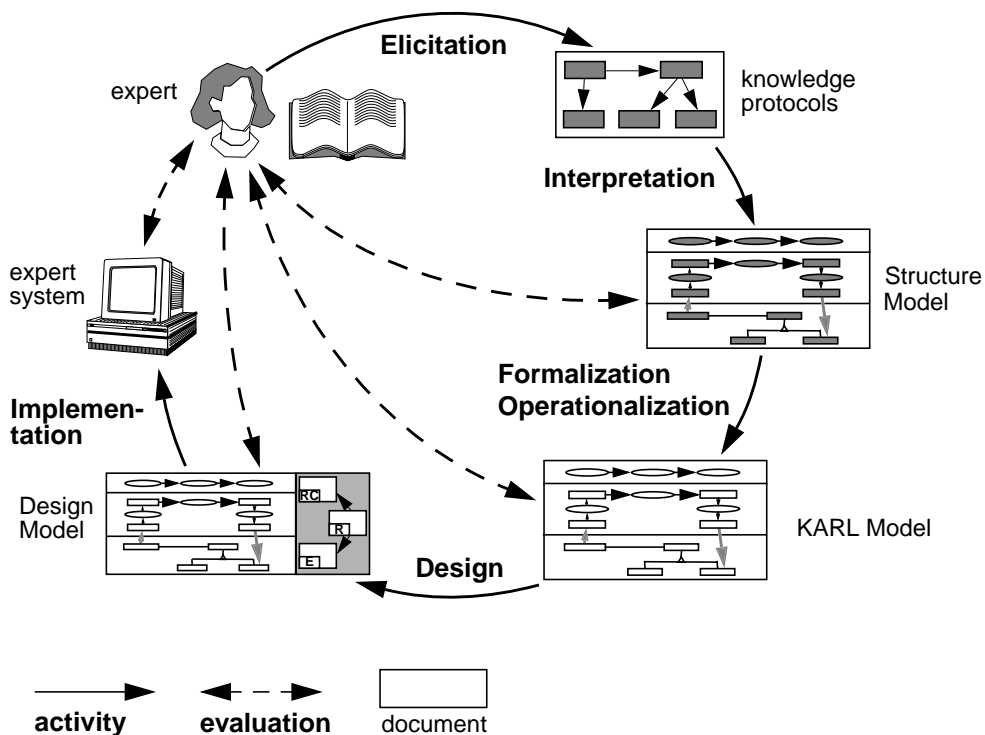 Elicitation
expert
knowledge
protocols
Interpretation
expert
system
Structure
Model
Formalization
Operationalization
Implemen-
tation
Design
Model
RC
R
E
KARL Model
Design
activity
evaluation
document